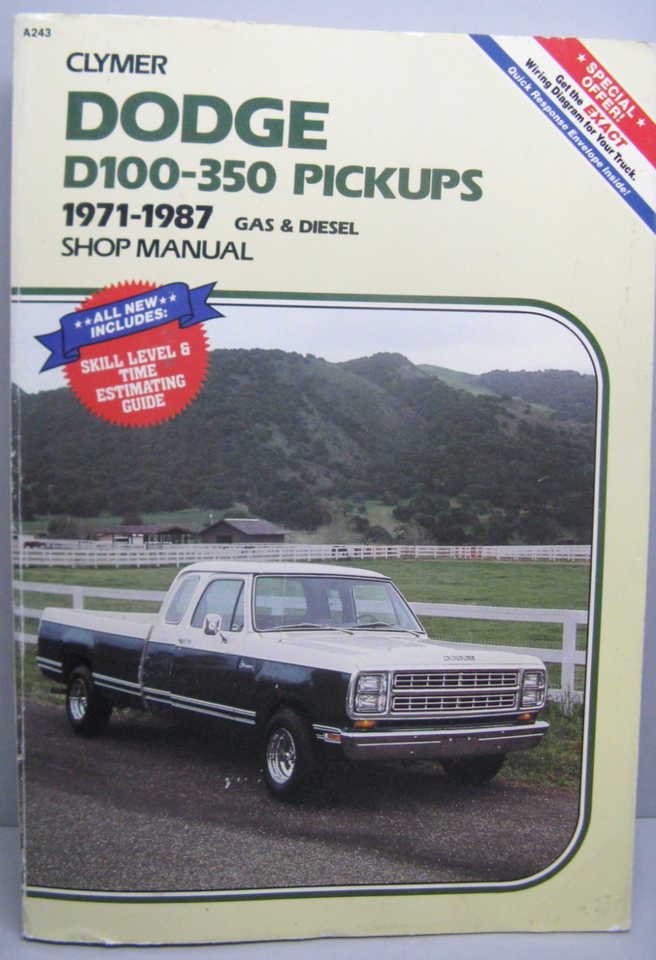 A243
CLYMER
DODGE
D100-350 PICKUPS
1971-1987 GAS & DIESEL
SHOP MANUAL
★ SPECIAL ★
OFFER!
Get the EXACT
Wiring Diagram for Your Truck.
Quick Response Envelope Inside!
★★ALL NEW★★
INCLUDES:
SKILL LEVEL &
TIME
ESTIMATING
GUIDE
DODGE